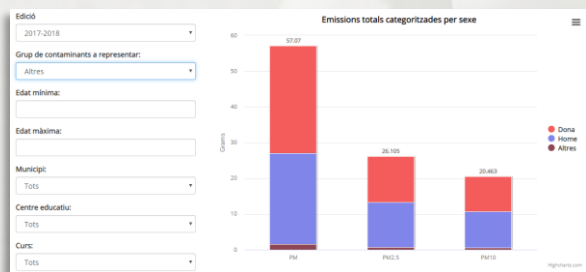 Edició
2017-2018
Grup de contaminants a representar:
Altres
Edat mínima:
Edat màxima:
Municipi:
Tots
Centre educatiu:
Tots
Curs:
Tots
Emissions totals categoritzades per sexe
60
50
40
30
20
10
0
Grams
57.07
26.105
20.463
PM
PM2.5
PM10
Dona
Home
Altres
Highcharts.com